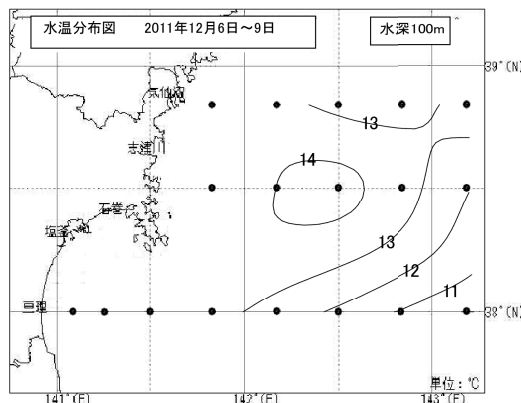 水温分布図 2011年12月6日～9日
水深100m
39°(N)
気仙沼
13
志津川
14
石巻
塩釜
13
12
11
亘理
38°(N)
単位：℃
141°(E)
142°(E)
143°(E)